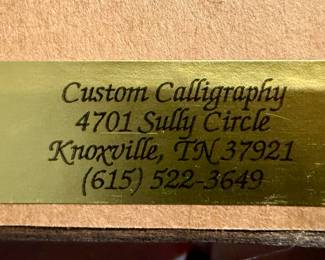 Custom Calligraphy
4701 Sully Circle
Knoxville, TN 37921
(615) 522-3649